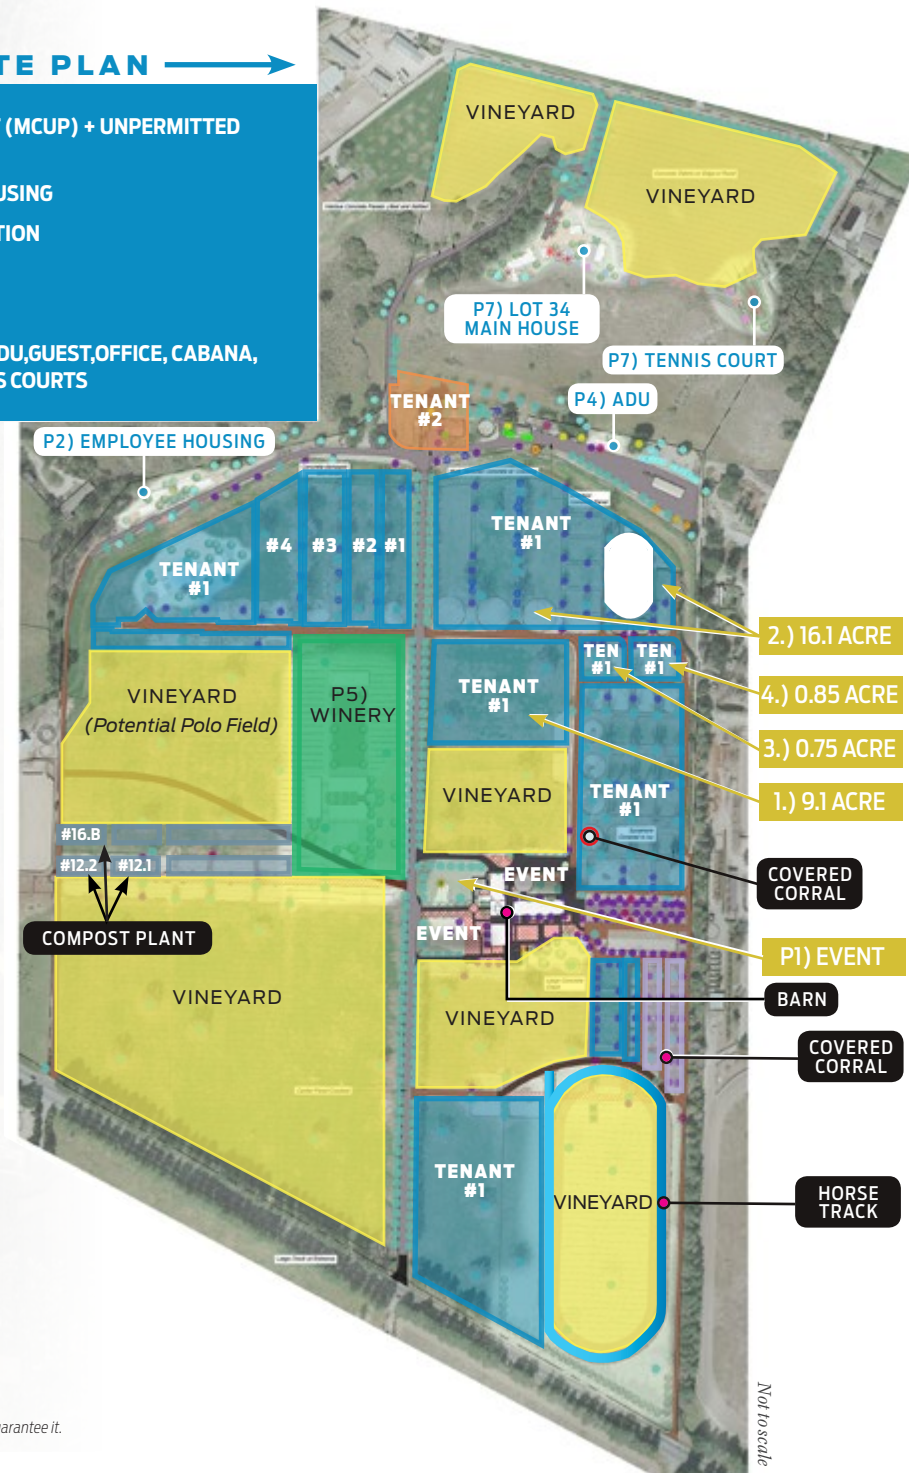 TE PLAN
(MCUP) + UNPERMITTED
USING
TION
DU,GUEST,OFFICE, CABANA,
S COURTS
VINEYARD
VINEYARD
P7) LOT 34
MAIN HOUSE
P7) TENNIS COURT
TENANT
#2
P4) ADU
P2) EMPLOYEE HOUSING
TENANT
#1
#4
#3
#2
#1
TENANT
#1
2.) 16.1 ACRE
TEN
#1
TEN
#1
4.) 0.85 ACRE
3.) 0.75 ACRE
1.) 9.1 ACRE
VINEYARD
(Potential Polo Field)
P5)
WINERY
TENANT
#1
VINEYARD
TENANT
#1
#16.B
#12.2
#12.1
COMPOST PLANT
EVENT
EVENT
COVERED
CORRAL
P1) EVENT
BARN
VINEYARD
VINEYARD
COVERED
CORRAL
TENANT
#1
VINEYARD
HORSE
TRACK
Not to scale
arantee it.